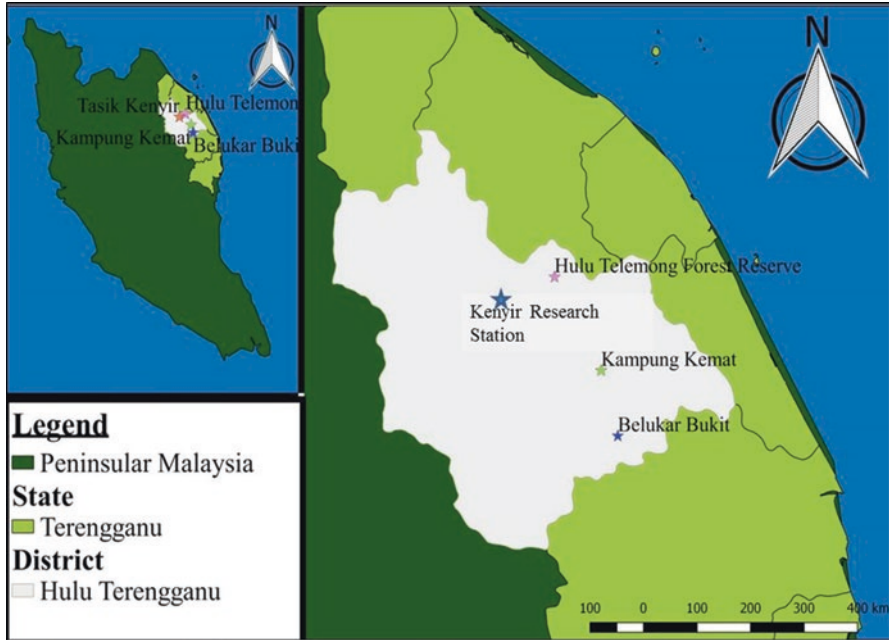 N
Tasik Kenyir
Hulu Telemon
Kampung Kemat
Belukar Buki
N
Hulu Telemong Forest Reserve
Kenyir Research
Station
Kampung Kemat
Belukar Bukit
Legend
Peninsular Malaysia
State
Terengganu
District
Hulu Terengganu
100 0 100 200 300 400 km